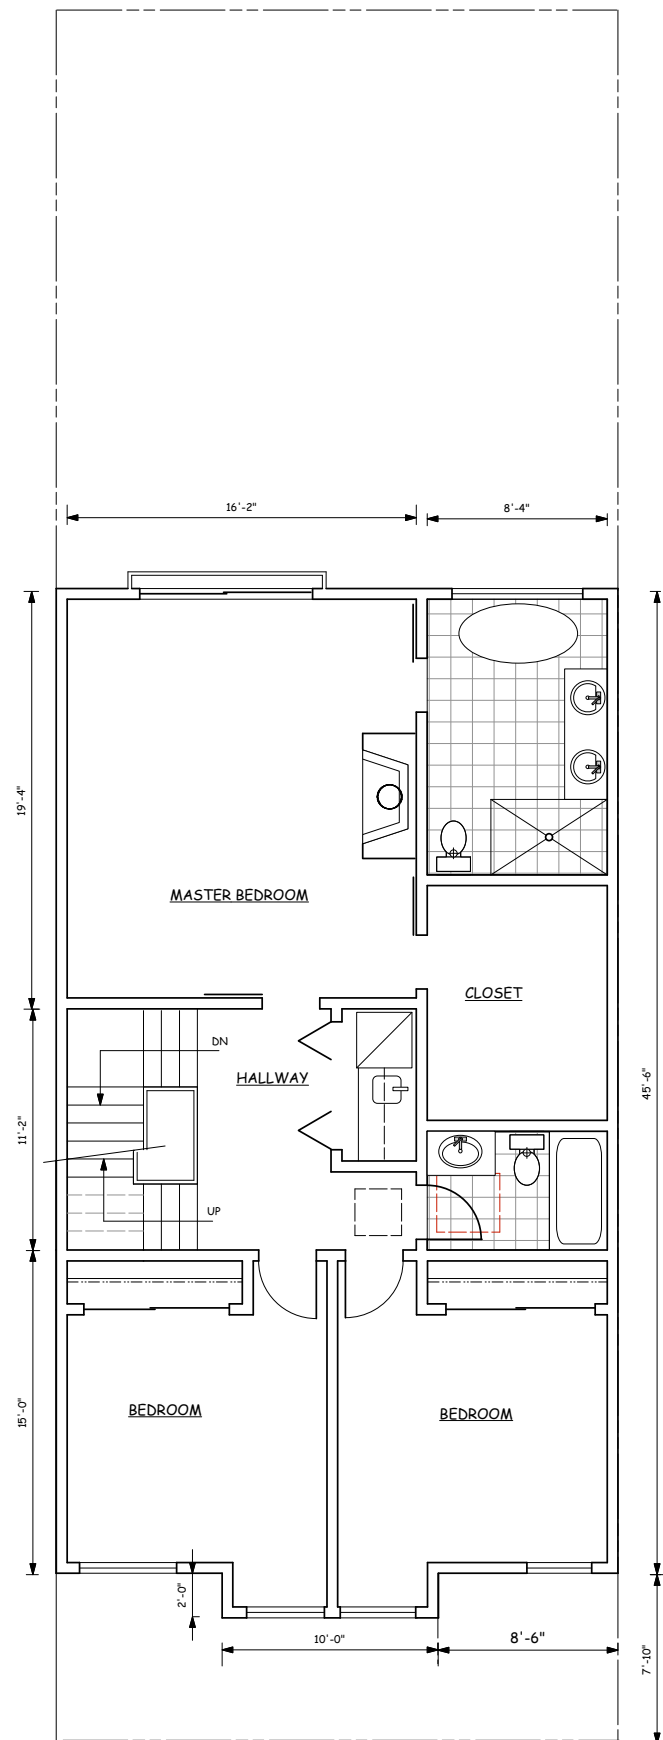 16'-2"
8'-4"
19'-4"
MASTER BEDROOM
CLOSET
DN
HALLWAY
45'-6"
11'-2"
UP
15'-0"
BEDROOM
BEDROOM
2'-0"
10'-0"
8'-6"
7'-10"